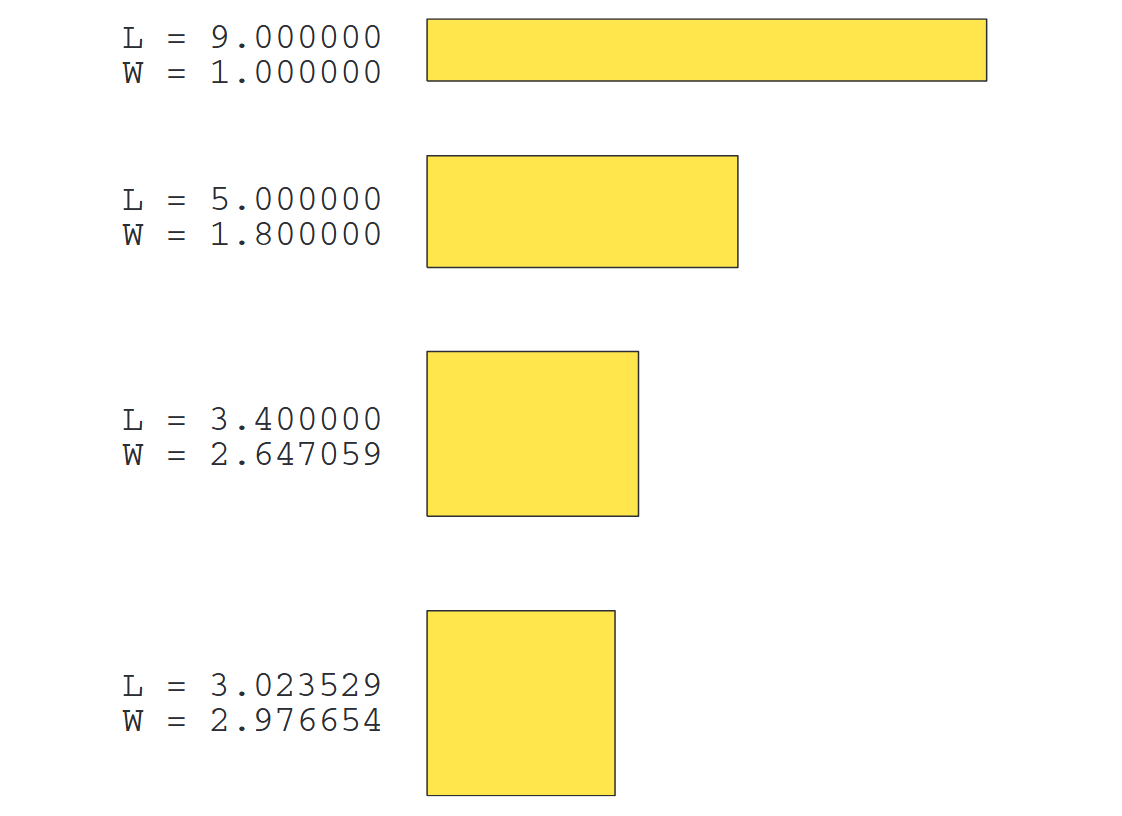 L = 9.000000
W = 1.000000
L = 5.000000
W = 1.800000
L = 3.400000
W = 2.647059
L = 3.023529
W = 2.976654